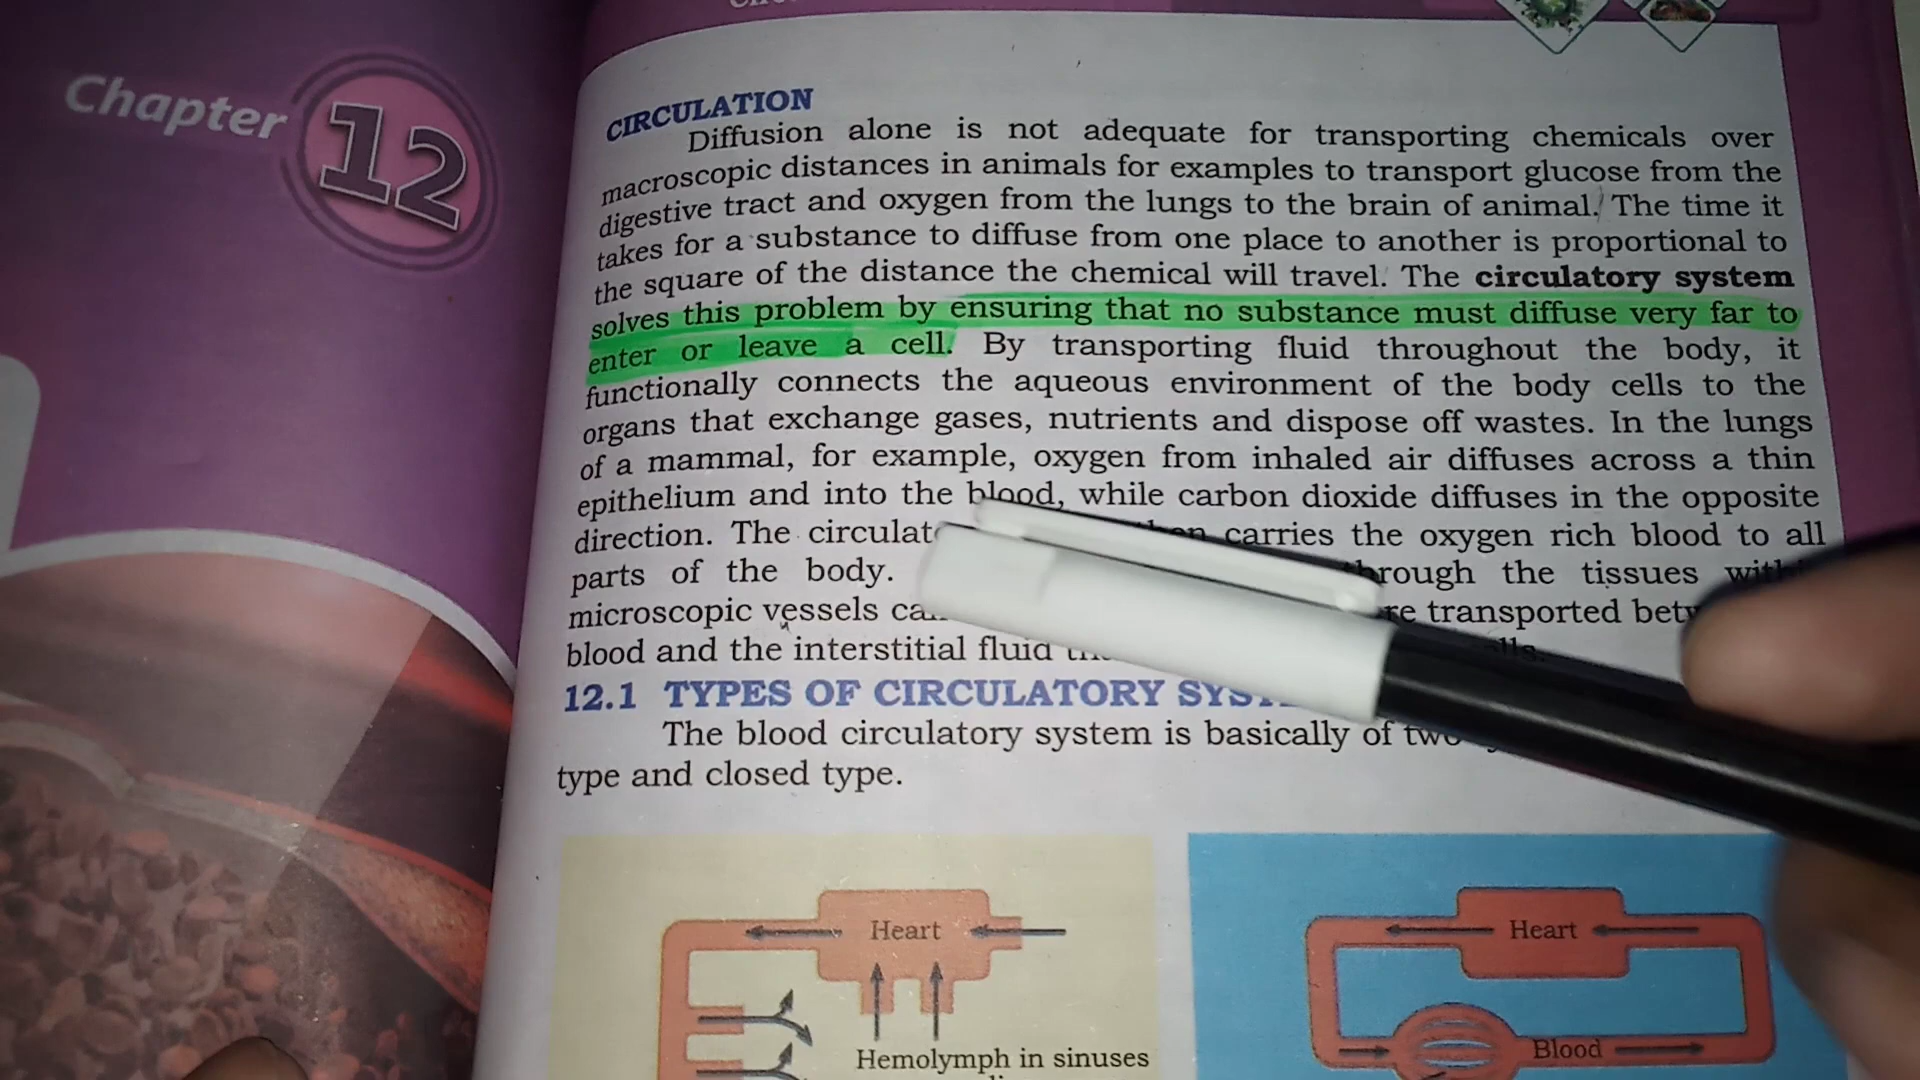 Chapter 12
CIRCULATION
Diffusion alone is not adequate for transporting chemicals over
macroscopic distances in animals for examples to transport glucose from the
digestive tract and oxygen from the lungs to the brain of animal. The time it
takes for a substance to diffuse from one place to another is proportional to
the square of the distance the chemical will travel. The circulatory system
solves this problem by ensuring that no substance must diffuse very far to
enter or leave a cell. By transporting fluid throughout the body, it
functionally connects the aqueous environment of the body cells to the
organs that exchange gases, nutrients and dispose off wastes. In the lungs
of a mammal, for example, oxygen from inhaled air diffuses across a thin
epithelium and into the blood, while carbon dioxide diffuses in the opposite
direction. The carries the oxygen rich blood to all
parts of the body. the tissues
microscopic vessels transported
blood and the interstitial fluid
12.1 TYPES OF CIRCULATORY
The blood circulatory system is basically of
type and closed type.
Heart
Hemolymph in sinuses
Heart
Blood